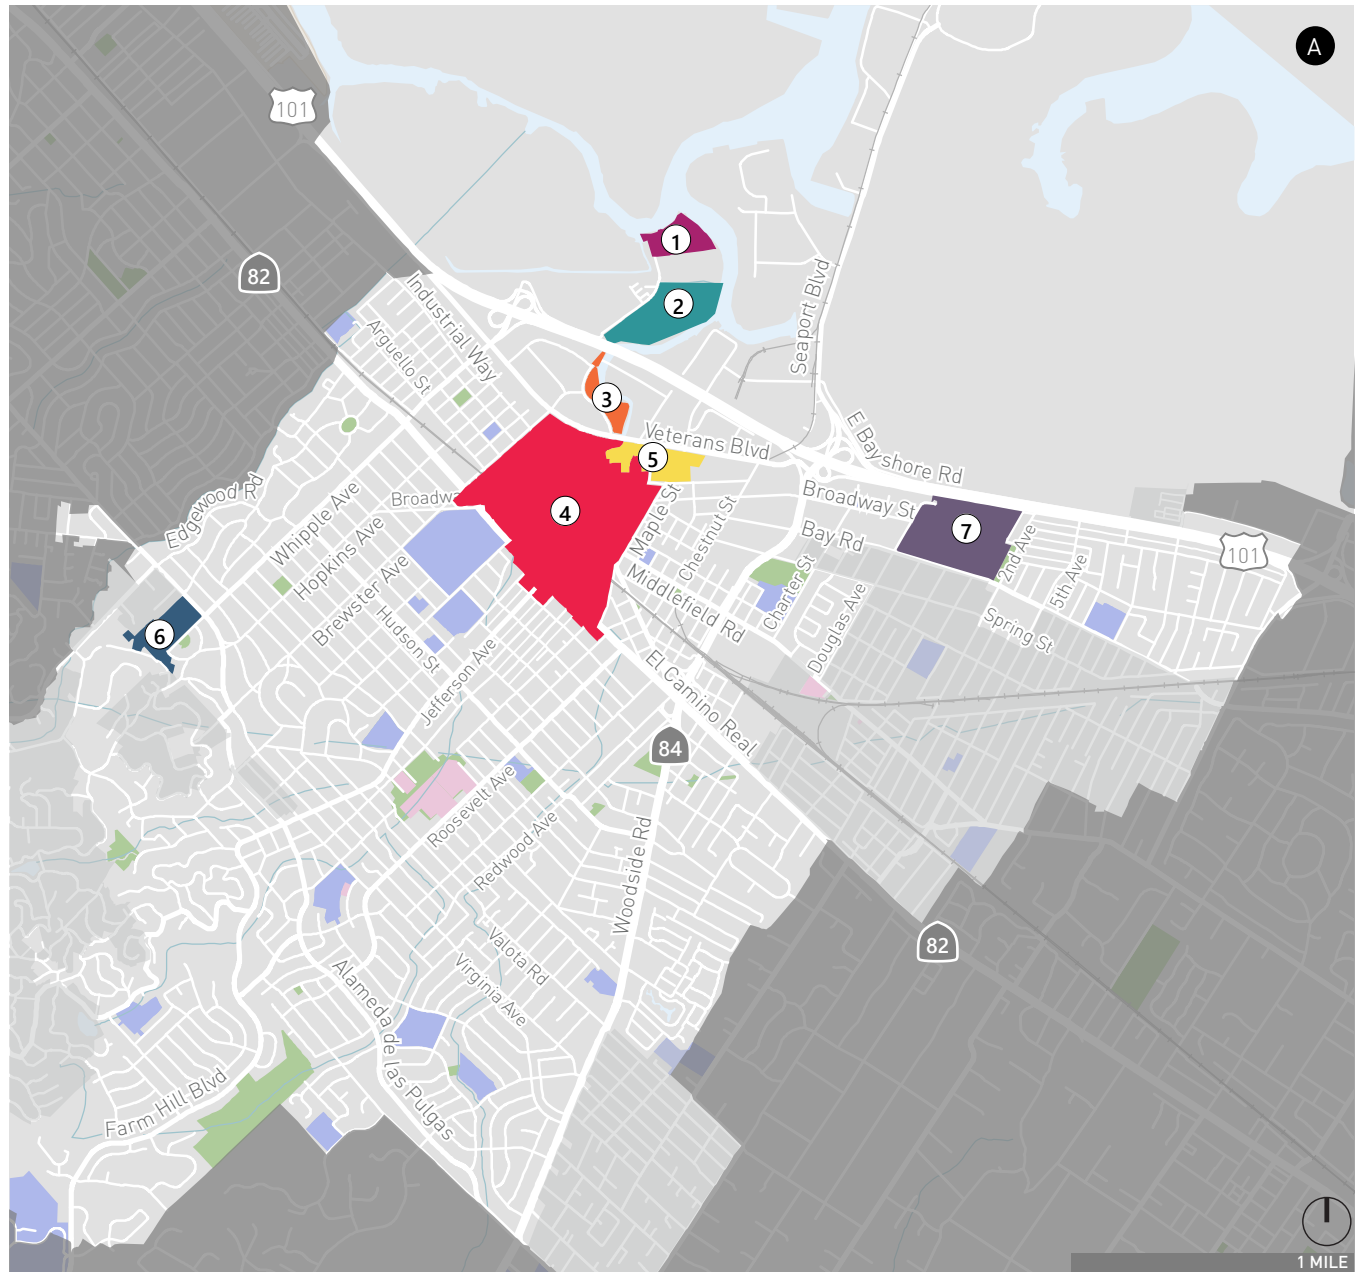 A
101
82
1
2
3
4
5
6
7
Industrial Way
Arguello St
Seaport Blvd
Veterans Blvd
E Bayshore Rd
Broadway St
Bay Rd
2nd Ave
5th Ave
101
Spring St
Edgewood Rd
Whipple Ave
Hopkins Ave
Brewster Ave
Broadwa
Maple St
Chestnut St
Middlefield Rd
Charter St
Douglas Ave
Hudson St
Jefferson Ave
El Camino Real
84
Roosevelt Ave
Redwood Ave
Woodside Rd
82
Valota Rd
Virginia Ave
Alameda de las Pulgas
Farm Hill Blvd
1 MILE